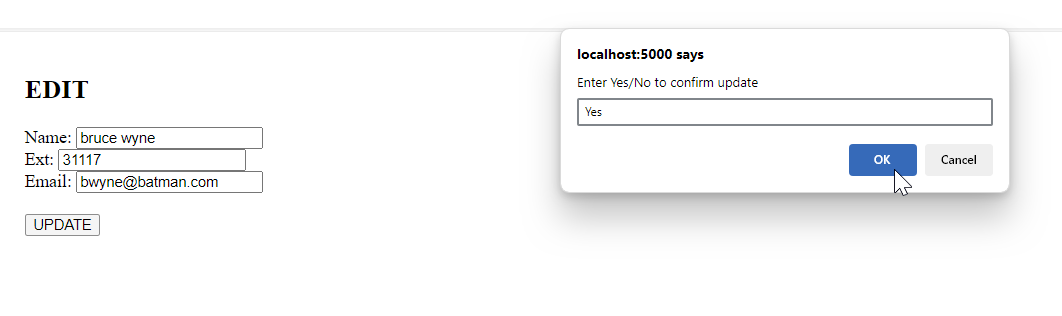 EDIT
Name: bruce wyne
Ext: 31117
Email: bwyne@batman.com
UPDATE
localhost:5000 says
Enter Yes/No to confirm update
Yes
OK Cancel